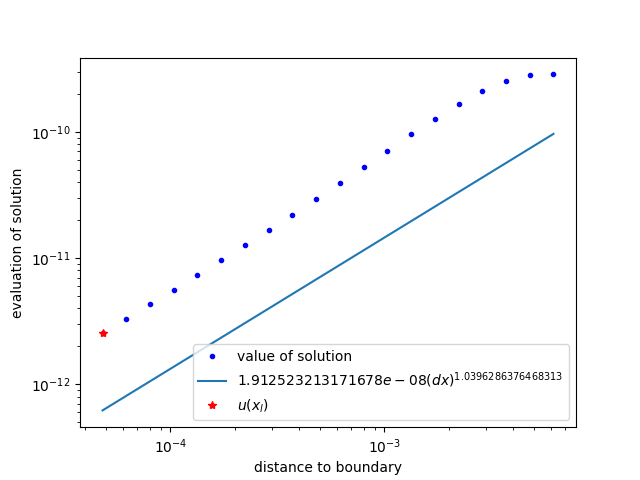 evaluation of solution
10⁻¹⁰
10⁻¹¹
10⁻¹²
value of solution
1.912523213171678e − 08(dx)^1.0396286376468313
u(x_I)
10⁻⁴
10⁻³
distance to boundary